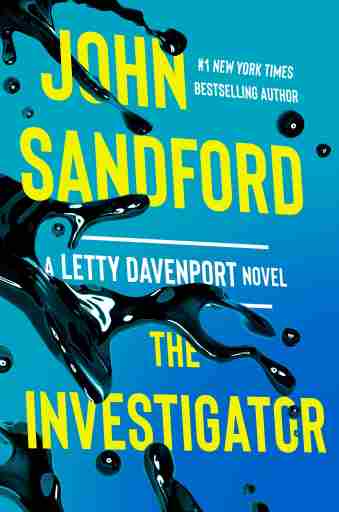 JOHN
#1 NEW YORK TIMES
BESTSELLING AUTHOR
SANDFORD
A LETTY DAVENPORT NOVEL
THE
INVESTIGATOR